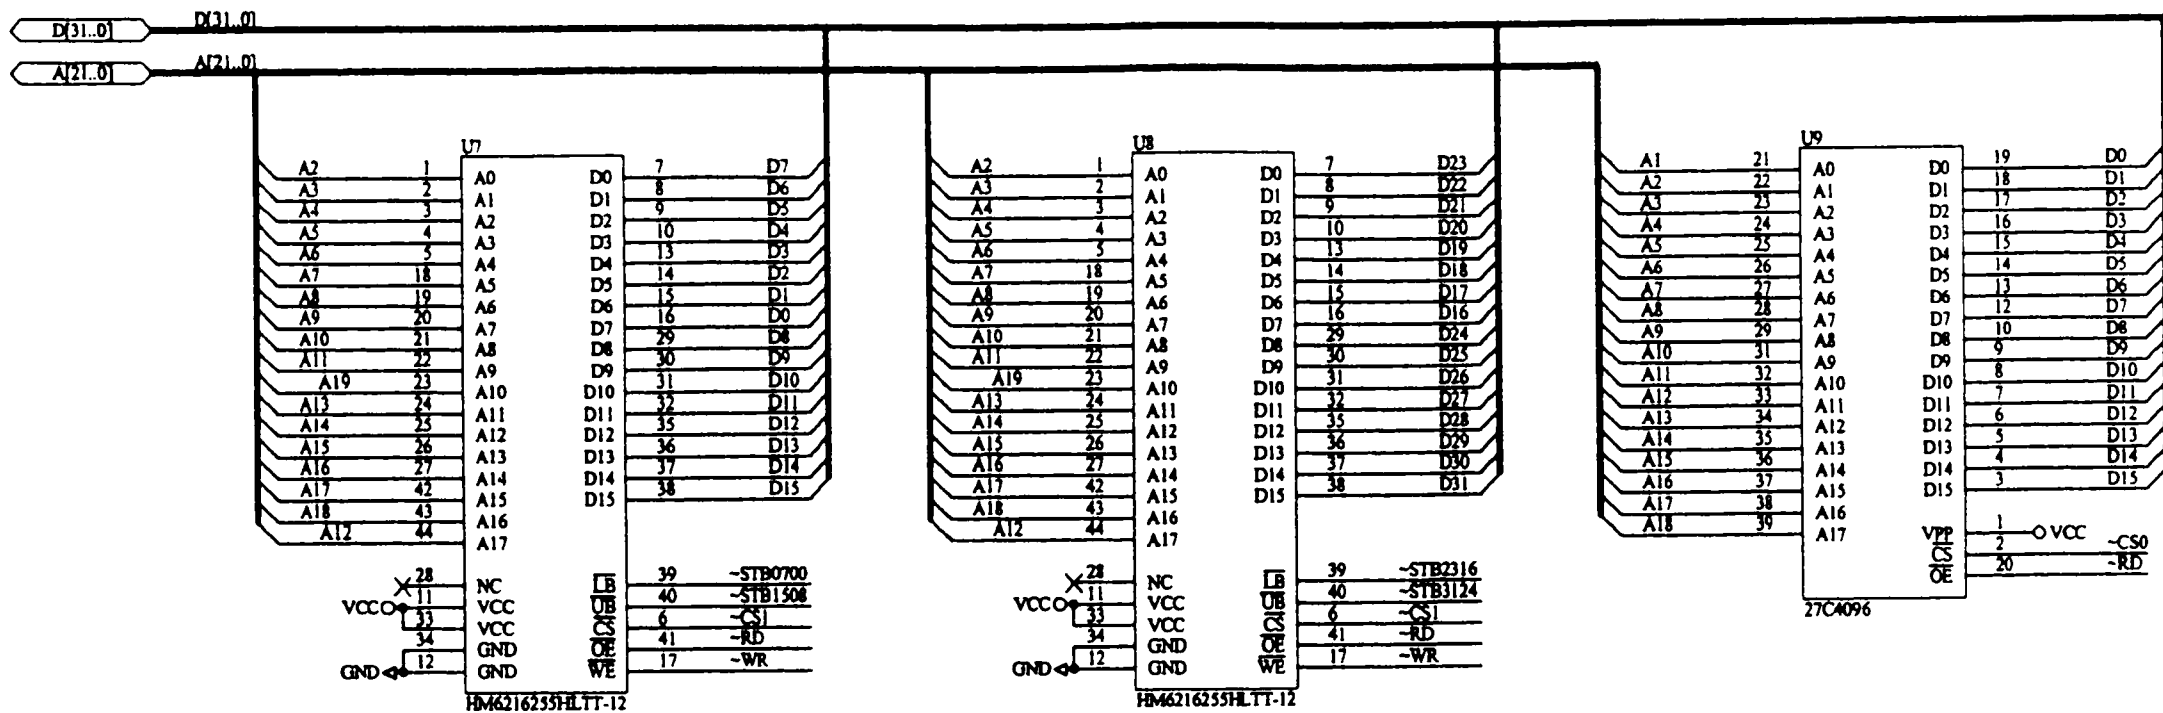 D[31..0] D[31..0]
A[21..0] A[21..0]
U7
A2 1 A0 D0 7 D7
A3 2 A1 D1 8 D6
A4 3 A2 D2 9 D5
A5 4 A3 D3 10 D4
A6 5 A4 D4 13 D3
A7 18 A5 D5 14 D2
A8 19 A6 D6 15 D1
A9 20 A7 D7 16 D0
A10 21 A8 D8 29 D8
A11 22 A9 D9 30 D9
A19 23 A10 D10 31 D10
A13 24 A11 D11 32 D11
A14 25 A12 D12 35 D12
A15 26 A13 D13 36 D13
A16 27 A14 D14 37 D14
A17 42 A15 D15 38 D15
A18 43 A16
A12 44 A17
28 NC LB 39 ~STB0700
VCC 11 VCC UB 40 ~STB1508
33 VCC CS 6 ~CS1
34 GND OE 41 ~RD
GND 12 GND WE 17 ~WR
HM6216255HLTT-12
U8
A2 1 A0 D0 7 D23
A3 2 A1 D1 8 D22
A4 3 A2 D2 9 D21
A5 4 A3 D3 10 D20
A6 5 A4 D4 13 D19
A7 18 A5 D5 14 D18
A8 19 A6 D6 15 D17
A9 20 A7 D7 16 D16
A10 21 A8 D8 29 D24
A11 22 A9 D9 30 D25
A19 23 A10 D10 31 D26
A13 24 A11 D11 32 D27
A14 25 A12 D12 35 D28
A15 26 A13 D13 36 D29
A16 27 A14 D14 37 D30
A17 42 A15 D15 38 D31
A18 43 A16
A12 44 A17
28 NC LB 39 ~STB2316
VCC 11 VCC UB 40 ~STB3124
33 VCC CS 6 ~CS1
34 GND OE 41 ~RD
GND 12 GND WE 17 ~WR
HM6216255HLTT-12
U9
A1 21 A0 D0 19 D0
A2 22 A1 D1 18 D1
A3 23 A2 D2 17 D2
A4 24 A3 D3 16 D3
A5 25 A4 D4 15 D4
A6 26 A5 D5 14 D5
A7 27 A6 D6 13 D6
A8 28 A7 D7 12 D7
A9 29 A8 D8 10 D8
A10 31 A9 D9 9 D9
A11 32 A10 D10 8 D10
A12 33 A11 D11 7 D11
A13 34 A12 D12 6 D12
A14 35 A13 D13 5 D13
A15 36 A14 D14 4 D14
A16 37 A15 D15 3 D15
A17 38 A16
A18 39 A17 VPP 1 VCC
CS 2 ~CS0
OE 20 ~RD
27C4096